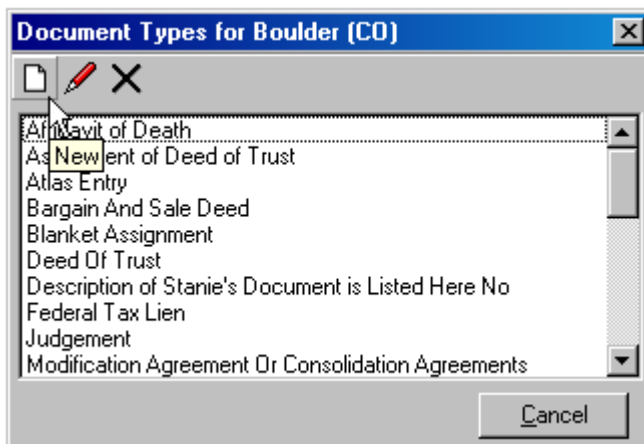 Document Types for Boulder (CO)
Affidavit of Death
New
As ent of Deed of Trust
Atlas Entry
Bargain And Sale Deed
Blanket Assignment
Deed Of Trust
Description of Stanie's Document is Listed Here No
Federal Tax Lien
Judgement
Modification Agreement Or Consolidation Agreements
Cancel